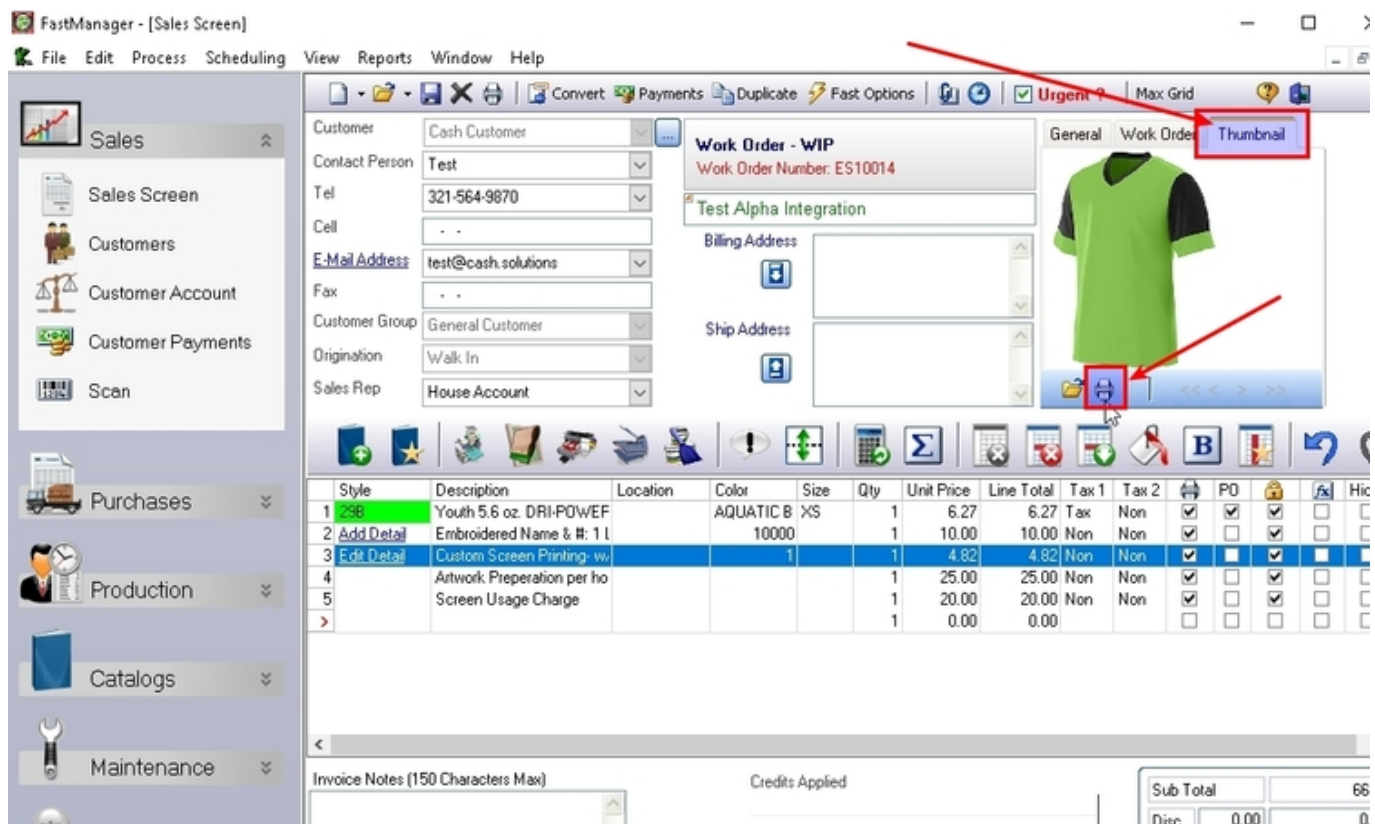 FastManager - [Sales Screen]
File Edit Process Scheduling View Reports Window Help
Convert Payments Duplicate Fast Options Urgent ? Max Grid
Sales
Sales Screen
Customers
Customer Account
Customer Payments
Scan
Purchases
Production
Catalogs
Maintenance
Customer Cash Customer ...
Contact Person Test
Tel 321-564-9870
Cell - -
E-Mail Address test@cash.solutions
Fax - -
Customer Group General Customer
Origination Walk In
Sales Rep House Account
Work Order - WIP
Work Order Number: ES10014
Test Alpha Integration
Billing Address
Ship Address
General Work Order Thumbnail
<< < > >>
Style Description Location Color Size Qty Unit Price Line Total Tax 1 Tax 2 PO fx Hid
1 29B Youth 5.6 oz. DRI-POWEF AQUATIC B XS 1 6.27 6.27 Tax Non
2 Add Detail Embroidered Name & #: 1 L 10000 1 10.00 10.00 Non Non
3 Edit Detail Custom Screen Printing- w/ 1 1 4.82 4.82 Non Non
4 Artwork Preperation per ho 1 25.00 25.00 Non Non
5 Screen Usage Charge 1 20.00 20.00 Non Non
> 1 0.00 0.00
Invoice Notes (150 Characters Max)
Credits Applied
Sub Total 66
Disc 0.00 0.